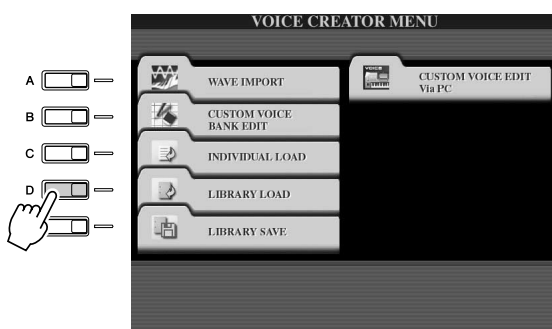 VOICE CREATOR MENU
A
WAVE IMPORT
VOICE
CUSTOM VOICE EDIT
Via PC
B
CUSTOM VOICE
BANK EDIT
C
INDIVIDUAL LOAD
D
LIBRARY LOAD
LIBRARY SAVE